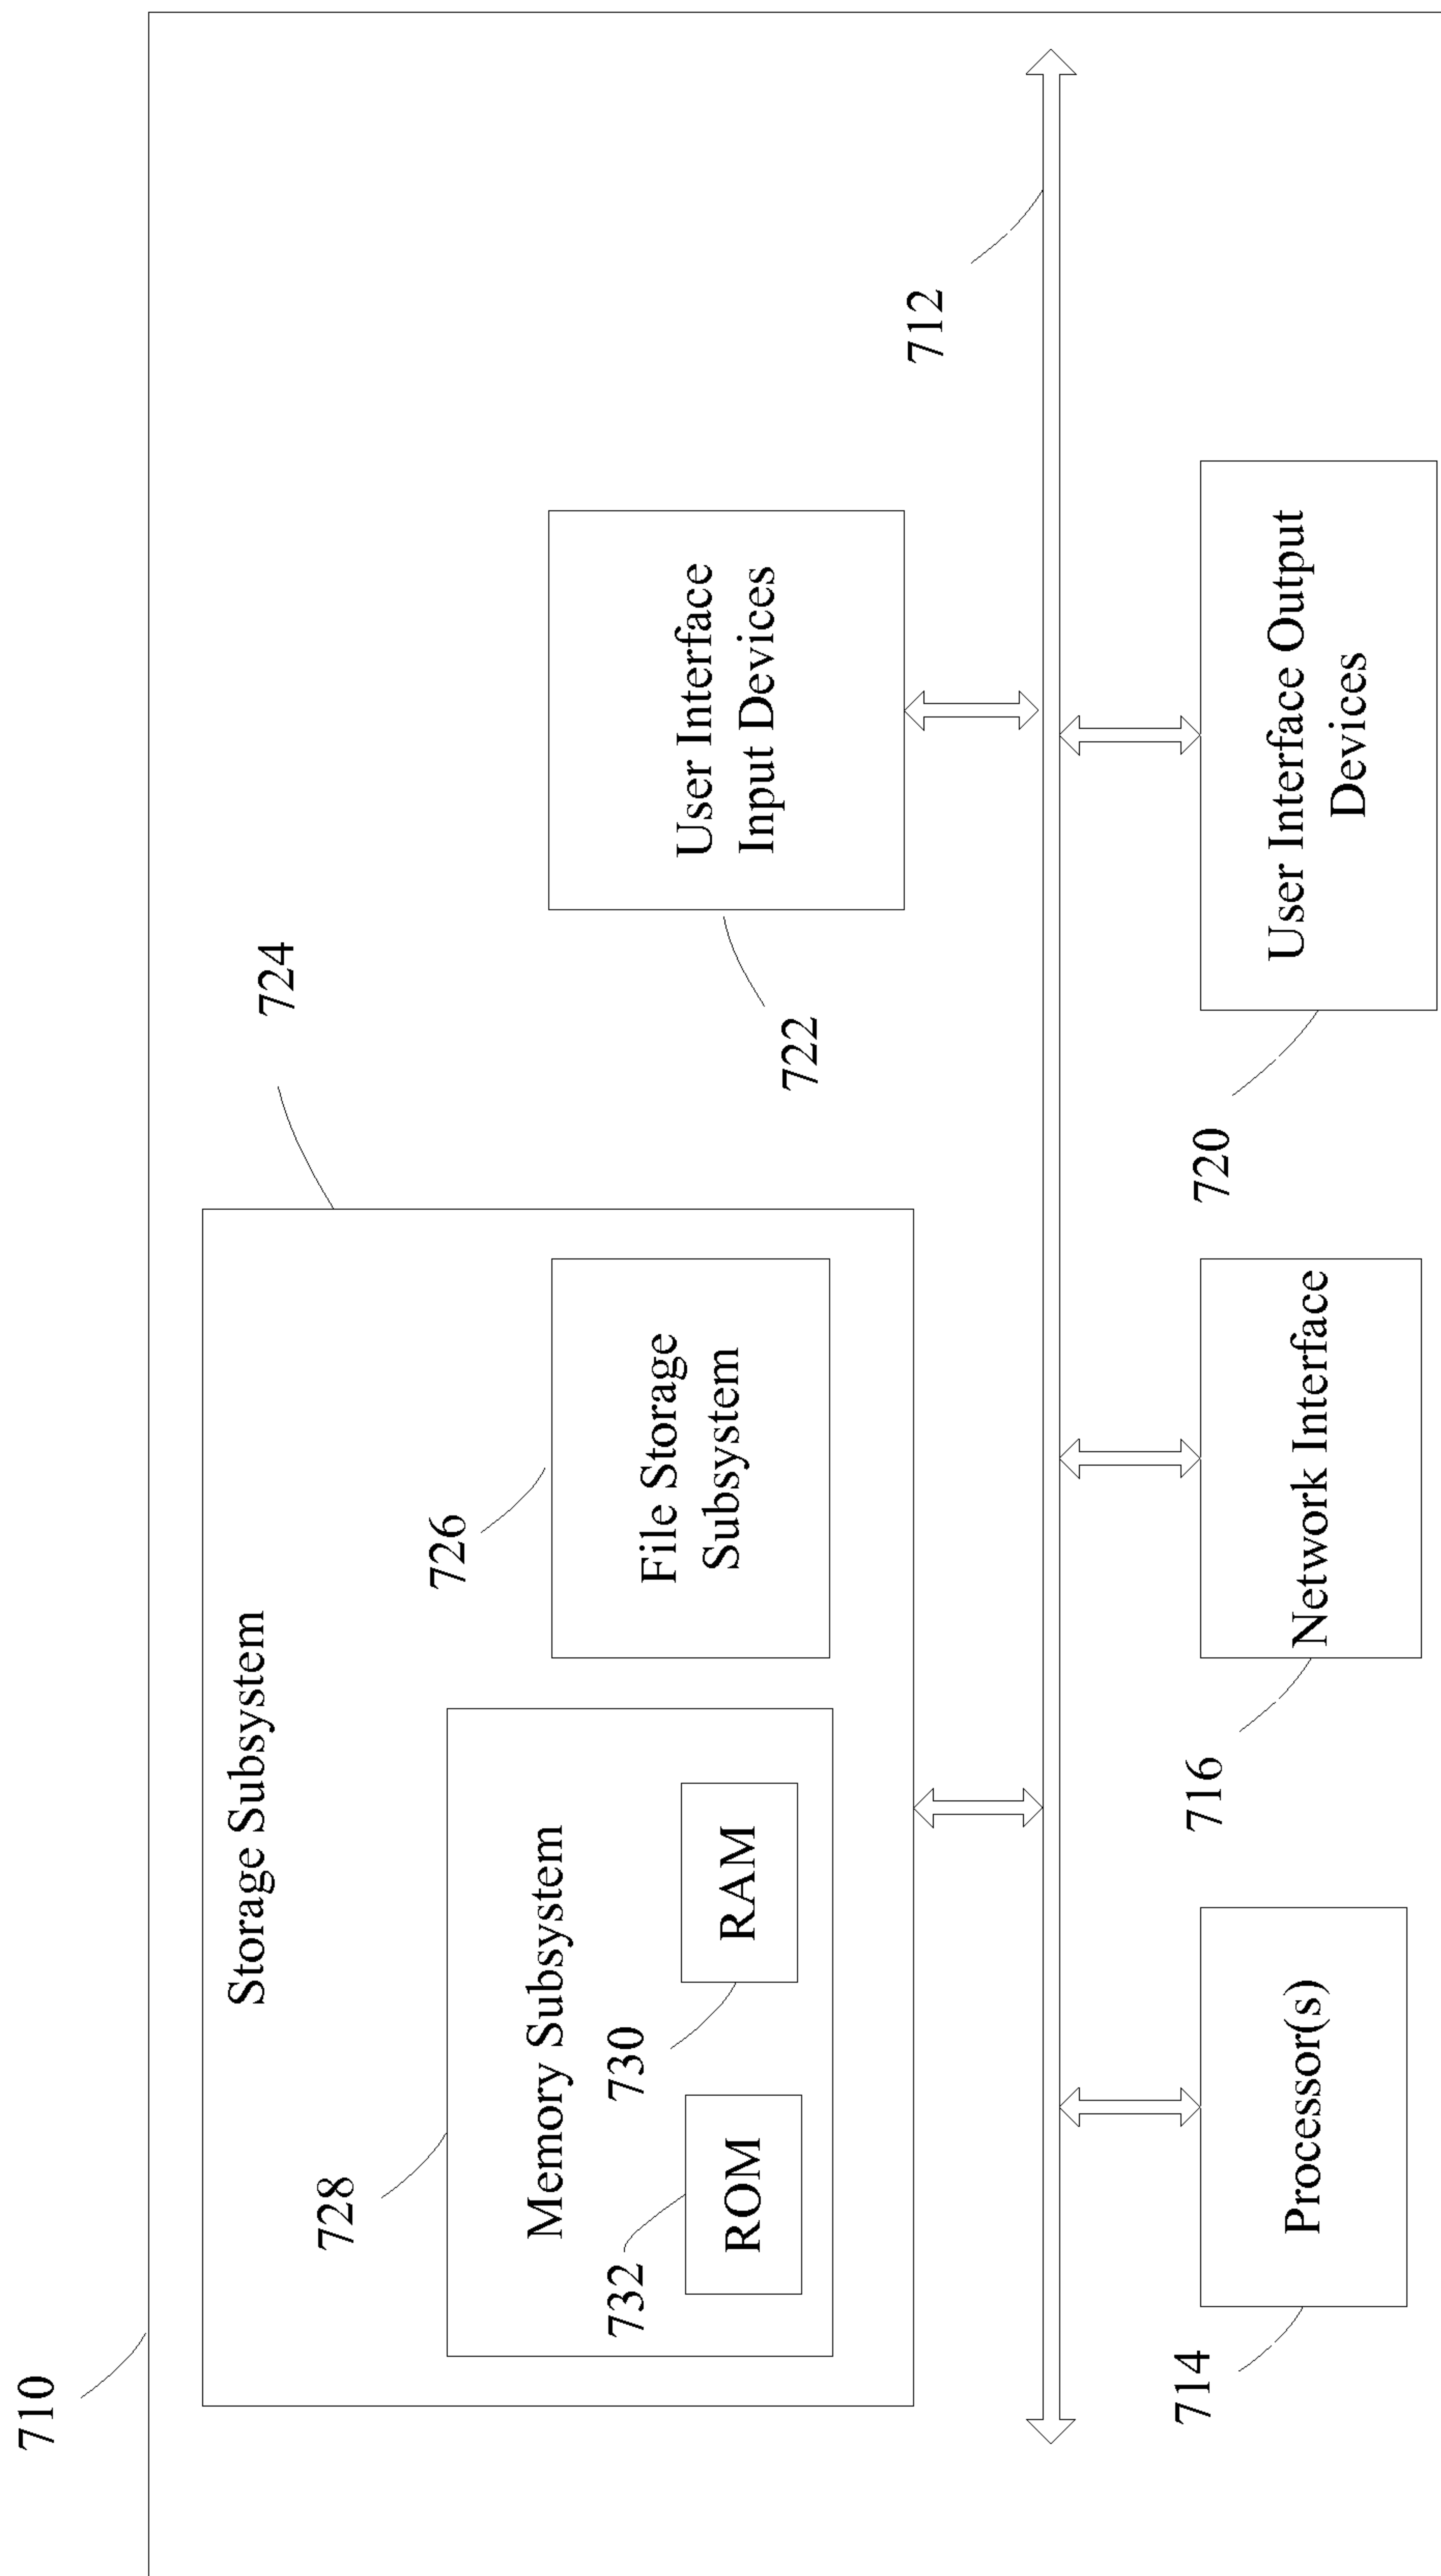 710
Storage Subsystem
724
728
Memory Subsystem
726
File Storage
Subsystem
732
ROM
730
RAM
722
User Interface
Input Devices
712
714
Processor(s)
716
Network Interface
720
User Interface Output
Devices